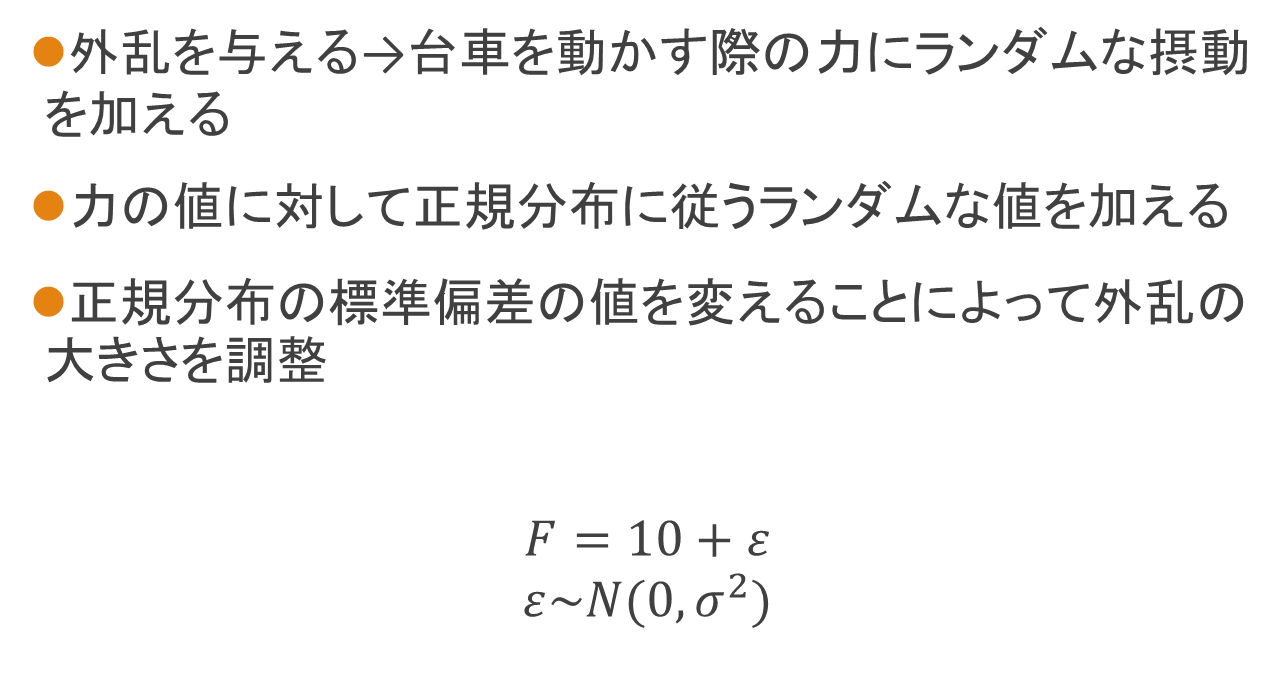 ●外乱を与える→台車を動かす際の力にランダムな摂動
を加える
●力の値に対して正規分布に従うランダムな値を加える
●正規分布の標準偏差の値を変えることによって外乱の
大きさを調整
F = 10 + ε
ε~N(0, σ²)